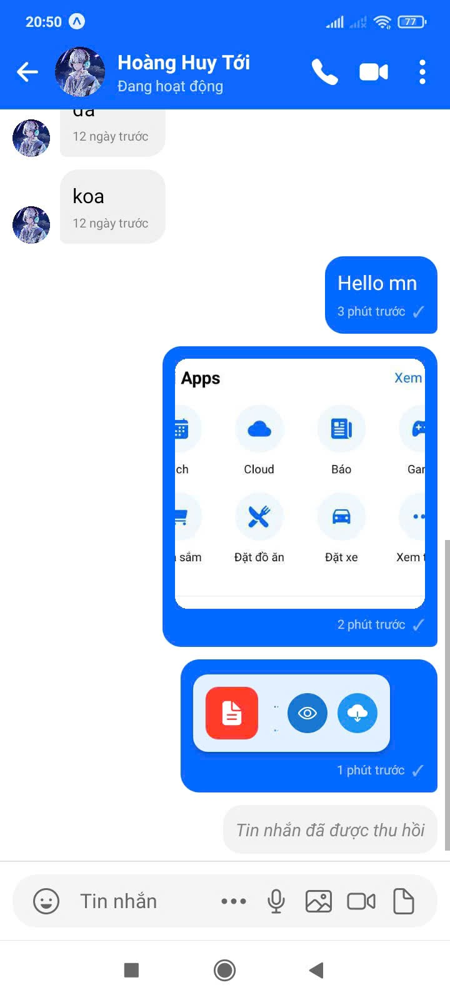 20:50
77
Hoàng Huy Tới
Đang hoạt động
12 ngày trước
koa
12 ngày trước
Hello mn
3 phút trước
Apps
Xem
ch
Cloud
Báo
Gar
sắm
Đặt đồ ăn
Đặt xe
Xem t
2 phút trước
1 phút trước
Tin nhắn đã được thu hồi
Tin nhắn